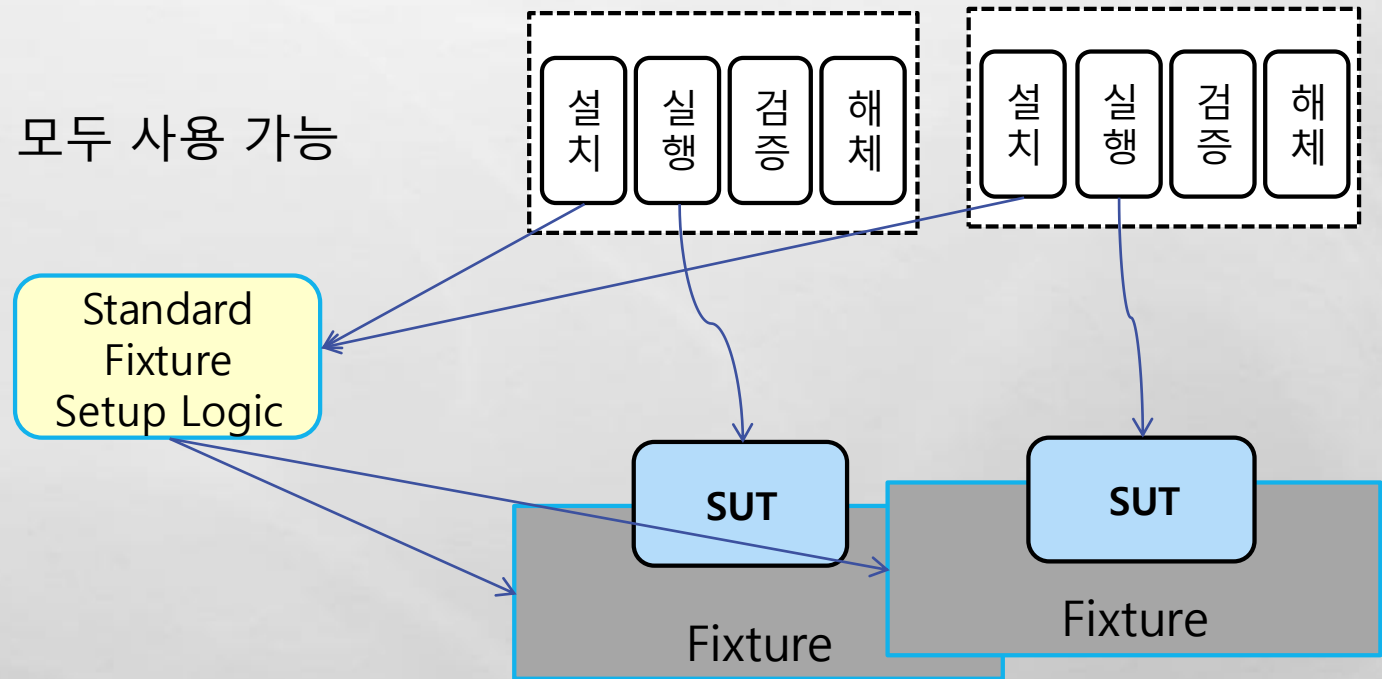 모두 사용 가능
설치
실행
검증
해체
설치
실행
검증
해체
Standard
Fixture
Setup Logic
SUT
SUT
Fixture
Fixture